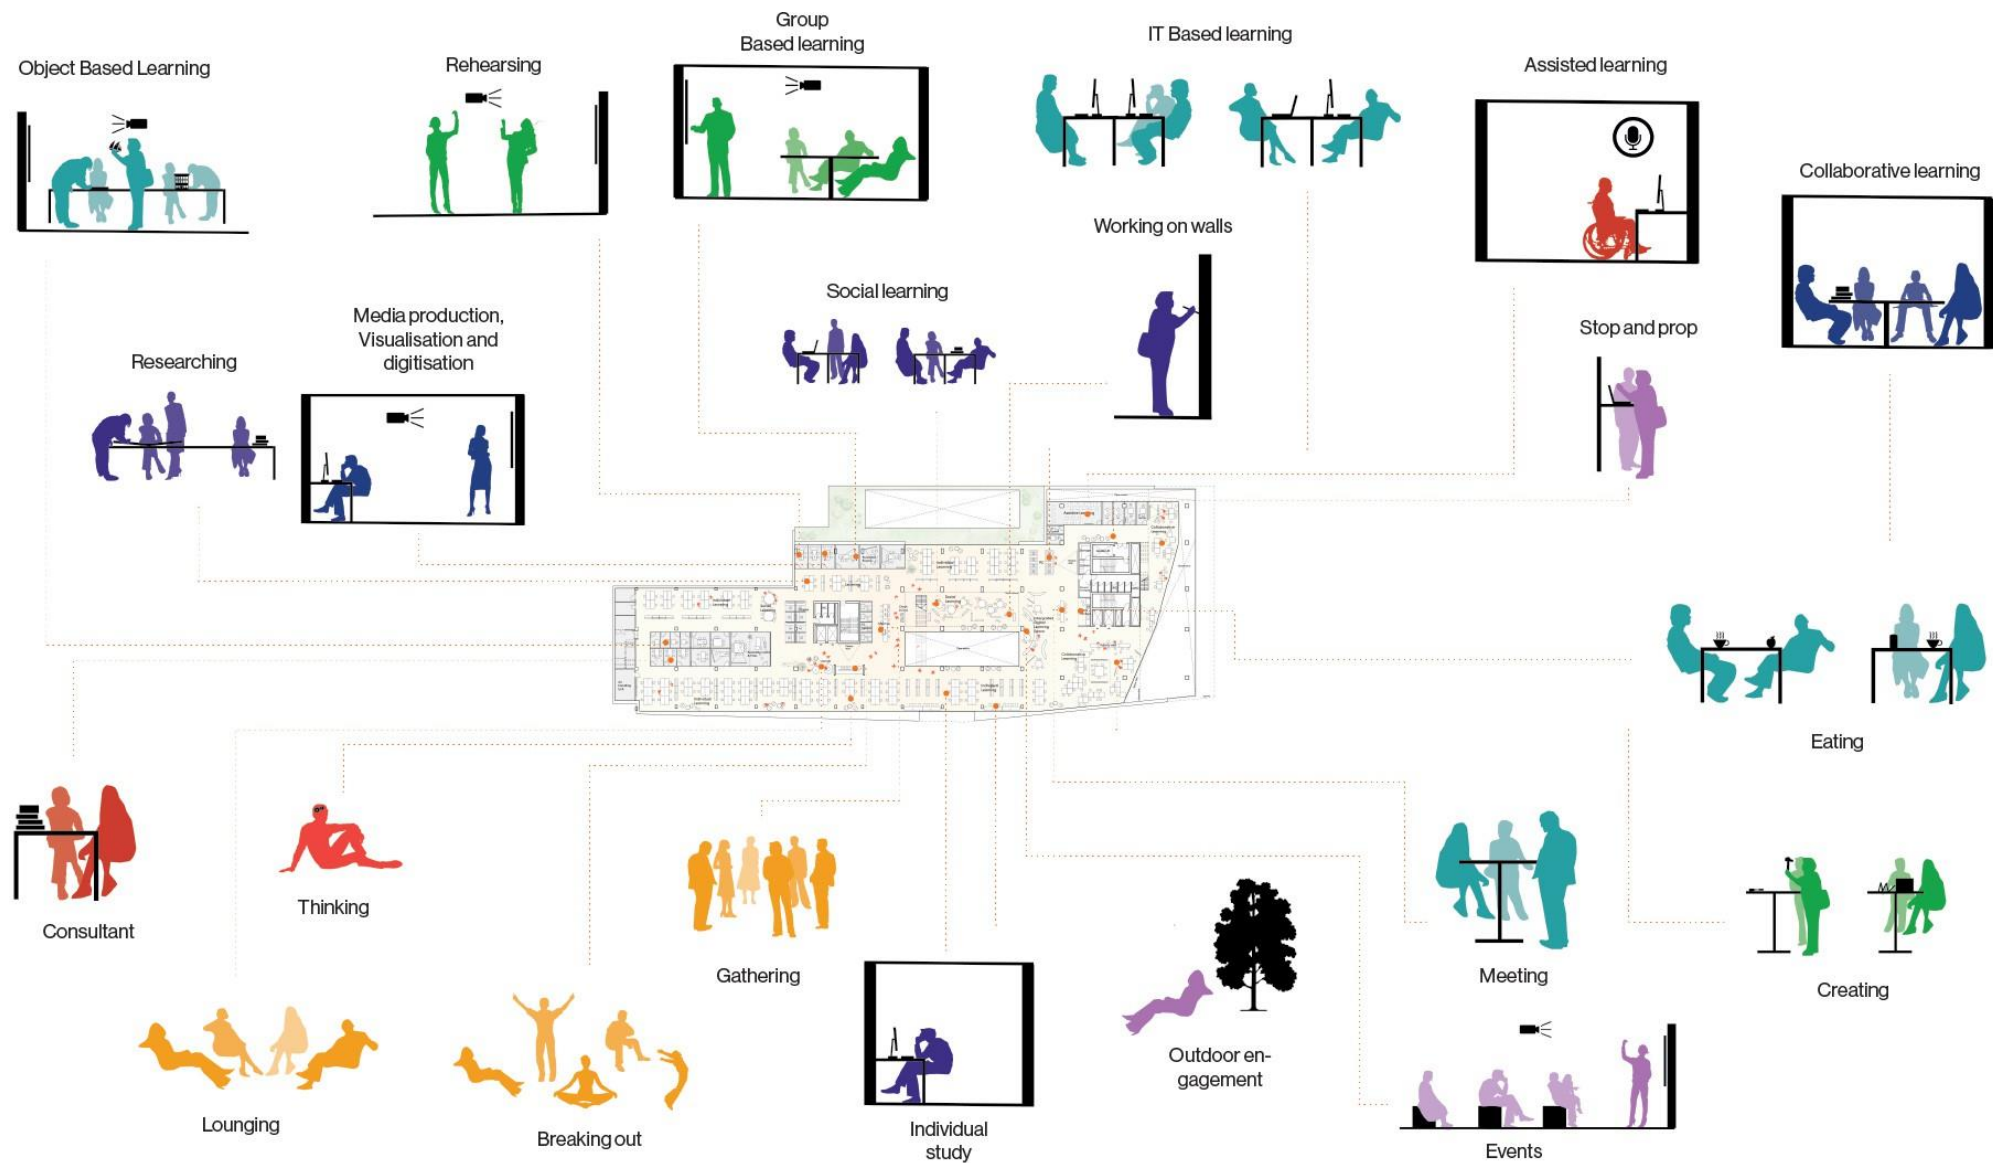 Group
Based learning
IT Based learning
Object Based Learning
Rehearsing
Assisted learning
Collaborative learning
Working on walls
Social learning
Media production,
Visualisation and
digitisation
Stop and prop
Researching
Eating
Consultant
Thinking
Gathering
Meeting
Creating
Outdoor en-
gagement
Lounging
Breaking out
Individual
study
Events